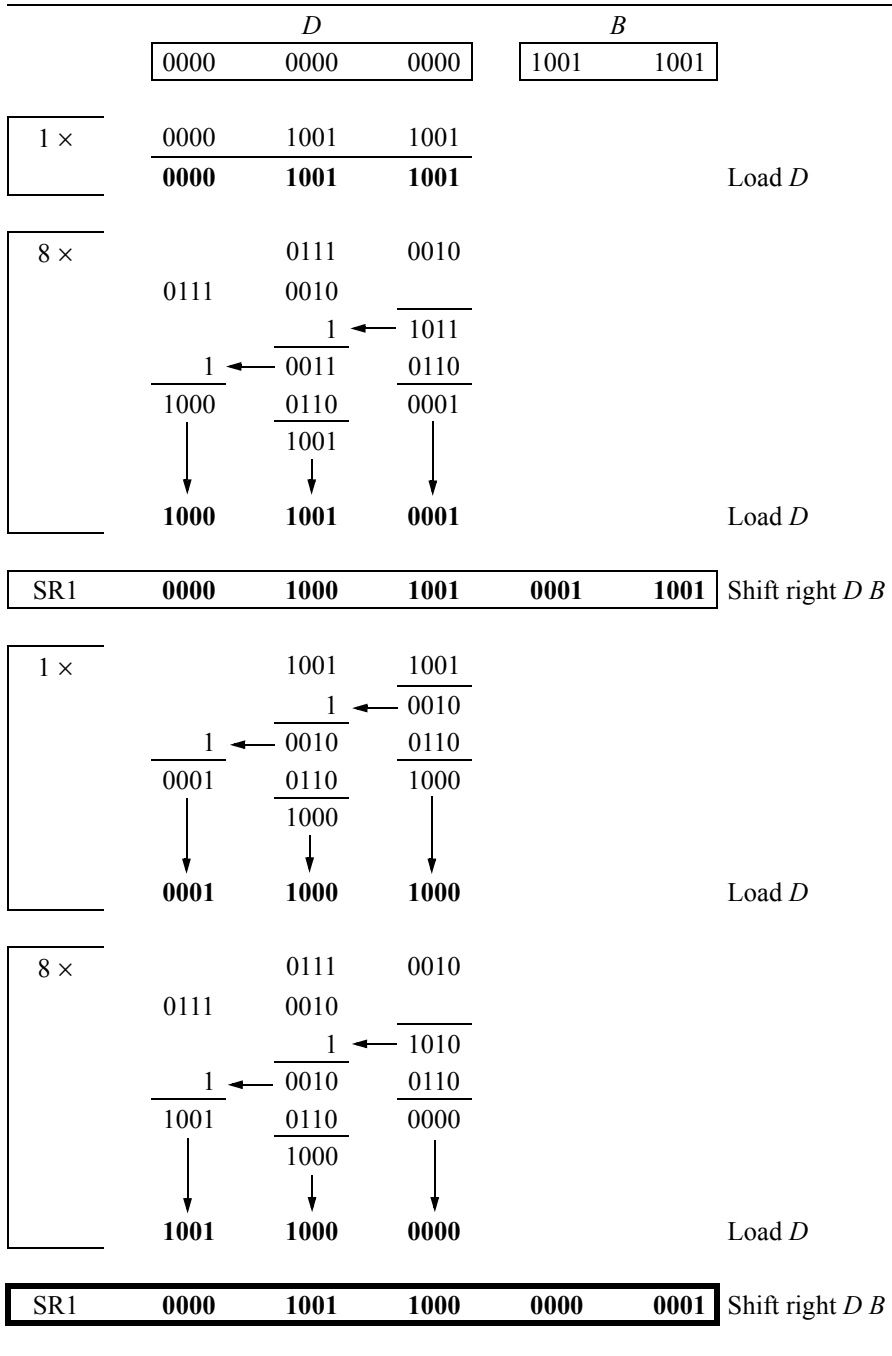 D B
0000 0000 0000 1001 1001
1 × 0000 1001 1001
0000 1001 1001 Load D
8 × 0111 0010
0111 0010
1 1011
1 0011 0110
1000 0110 0001
1001
1000 1001 0001 Load D
SR1 0000 1000 1001 0001 1001 Shift right D B
1 × 1001 1001
1 0010
1 0010 0110
0001 0110 1000
1000
0001 1000 1000 Load D
8 × 0111 0010
0111 0010
1 1010
1 0010 0110
1001 0110 0000
1000
1001 1000 0000 Load D
SR1 0000 1001 1000 0000 0001 Shift right D B